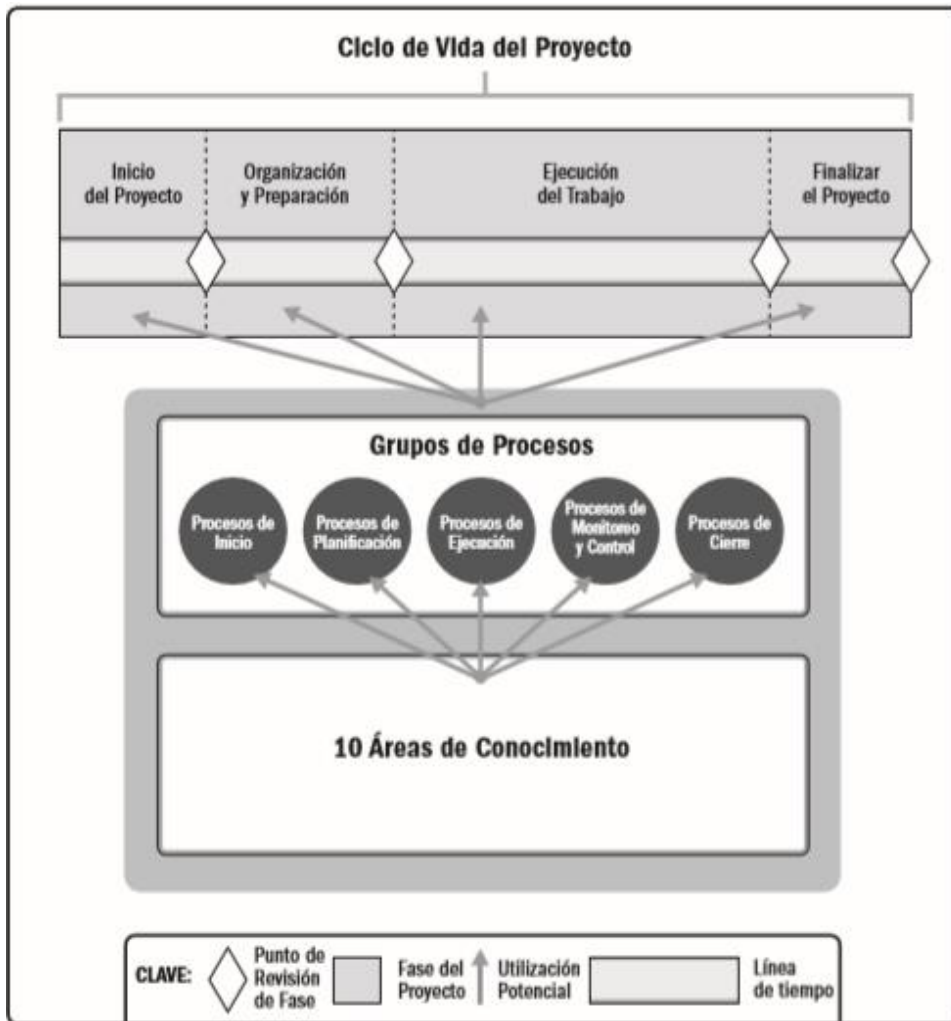 Ciclo de Vida del Proyecto
Inicio
del Proyecto
Organización
y Preparación
Ejecución
del Trabajo
Finalizar
el Proyecto
Grupos de Procesos
Procesos de
Inicio
Procesos de
Planificación
Procesos de
Ejecución
Procesos de
Monitoreo
y Control
Procesos de
Cierre
10 Áreas de Conocimiento
CLAVE:
Punto de
Revisión
de Fase
Fase del
Proyecto
Utilización
Potencial
Línea
de tiempo